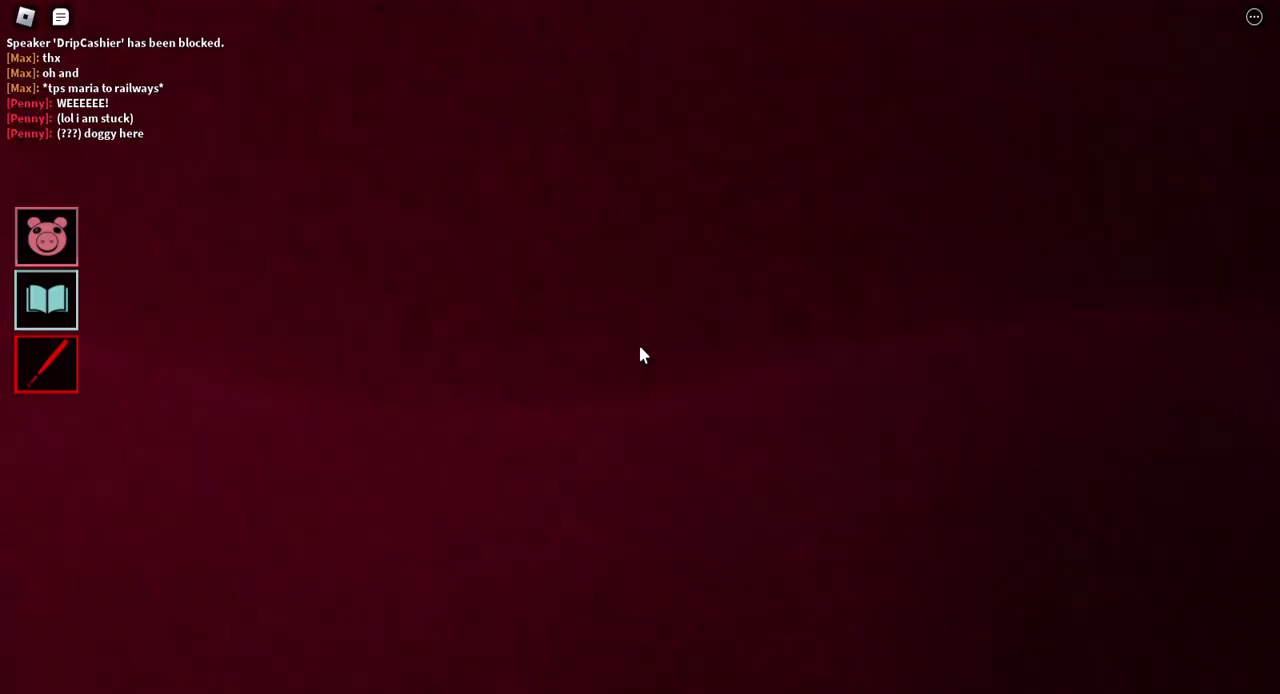 Speaker 'DripCashier' has been blocked.
[Max]: thx
[Max]: oh and
[Max]: *tps maria to railways*
[Penny]: WEEEEEE!
[Penny]: (lol i am stuck)
[Penny]: (???) doggy here